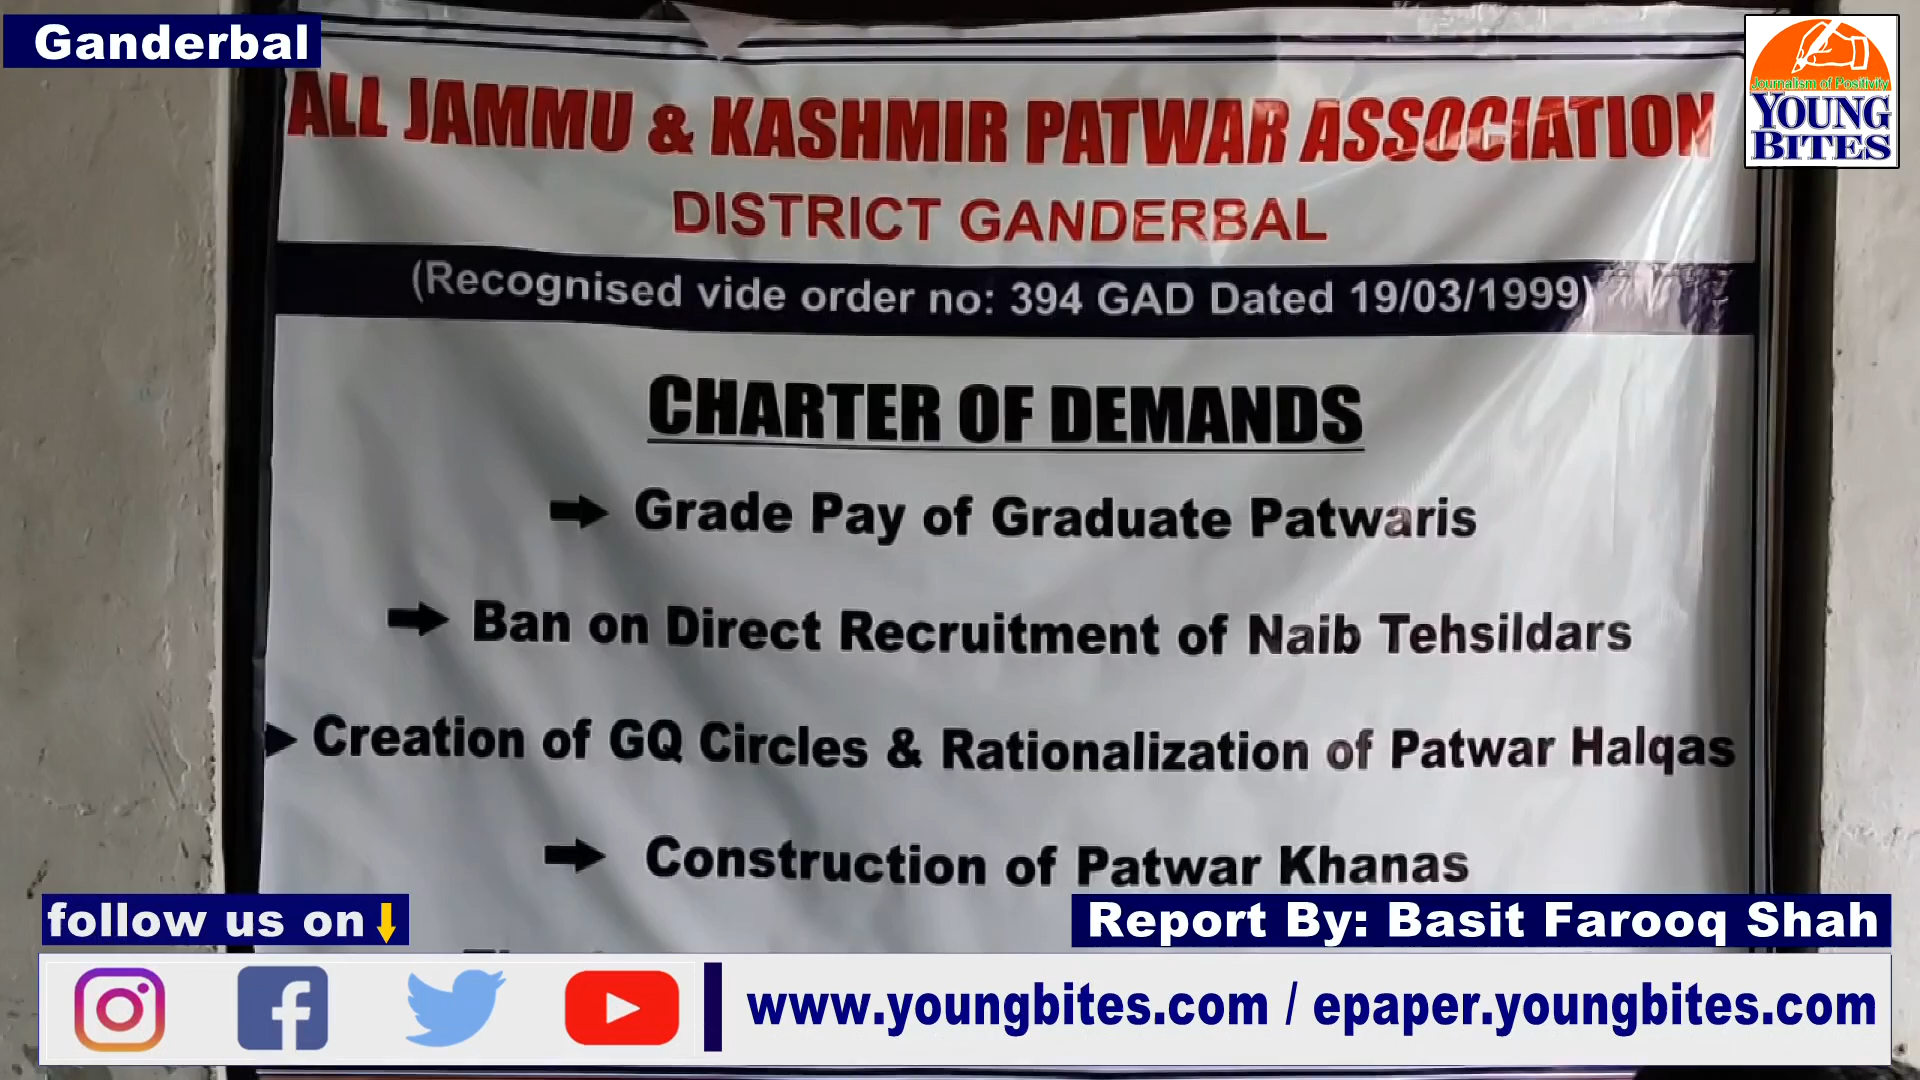 Ganderbal
Journalism of Positivity
YOUNG
BITES
ALL JAMMU & KASHMIR PATWAR ASSOCIATION
DISTRICT GANDERBAL
(Recognised vide order no: 394 GAD Dated 19/03/1999)
CHARTER OF DEMANDS
Grade Pay of Graduate Patwaris
Ban on Direct Recruitment of Naib Tehsildars
Creation of GQ Circles & Rationalization of Patwar Halqas
Construction of Patwar Khanas
follow us on
Report By: Basit Farooq Shah
www.youngbites.com / epaper.youngbites.com